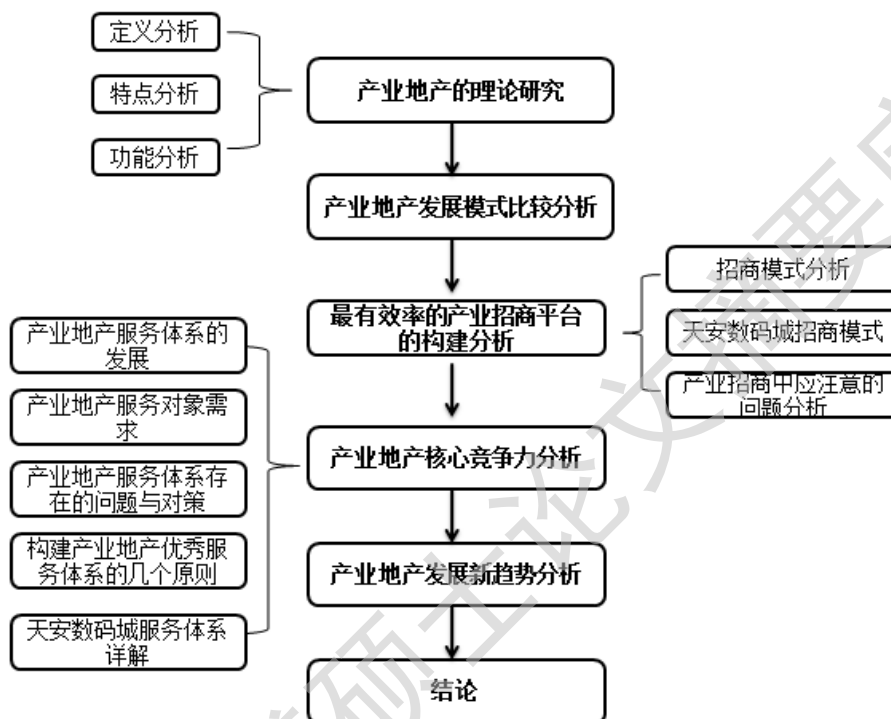 定义分析
特点分析
功能分析
产业地产的理论研究
产业地产发展模式比较分析
最有效率的产业招商平台
的构建分析
招商模式分析
天安数码城招商模式
产业招商中应注意的
问题分析
产业地产核心竞争力分析
产业地产服务体系的
发展
产业地产服务对象需
求
产业地产服务体系存
在的问题与对策
构建产业地产优秀服
务体系的几个原则
天安数码城服务体系
详解
产业地产发展新趋势分析
结论
硕士论文摘要